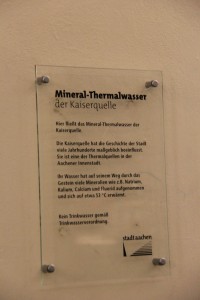 Mineral-Thermalwasser
der Kaiserquelle
Hier fließt das Mineral-Thermalwasser der
Kaiserquelle.
Die Kaiserquelle hat die Geschichte der Stadt
viele Jahrhunderte maßgeblich beeinflusst.
Sie ist eine der Thermalquellen in der
Aachener Innenstadt.
Ihr Wasser hat auf seinem Weg durch das
Gestein viele Mineralien wie z.B. Natrium,
Kalium, Calcium und Fluorid aufgenommen
und sich auf etwa 53 °C erwärmt.
Kein Trinkwasser gemäß
Trinkwasserverordnung.
stadt aachen